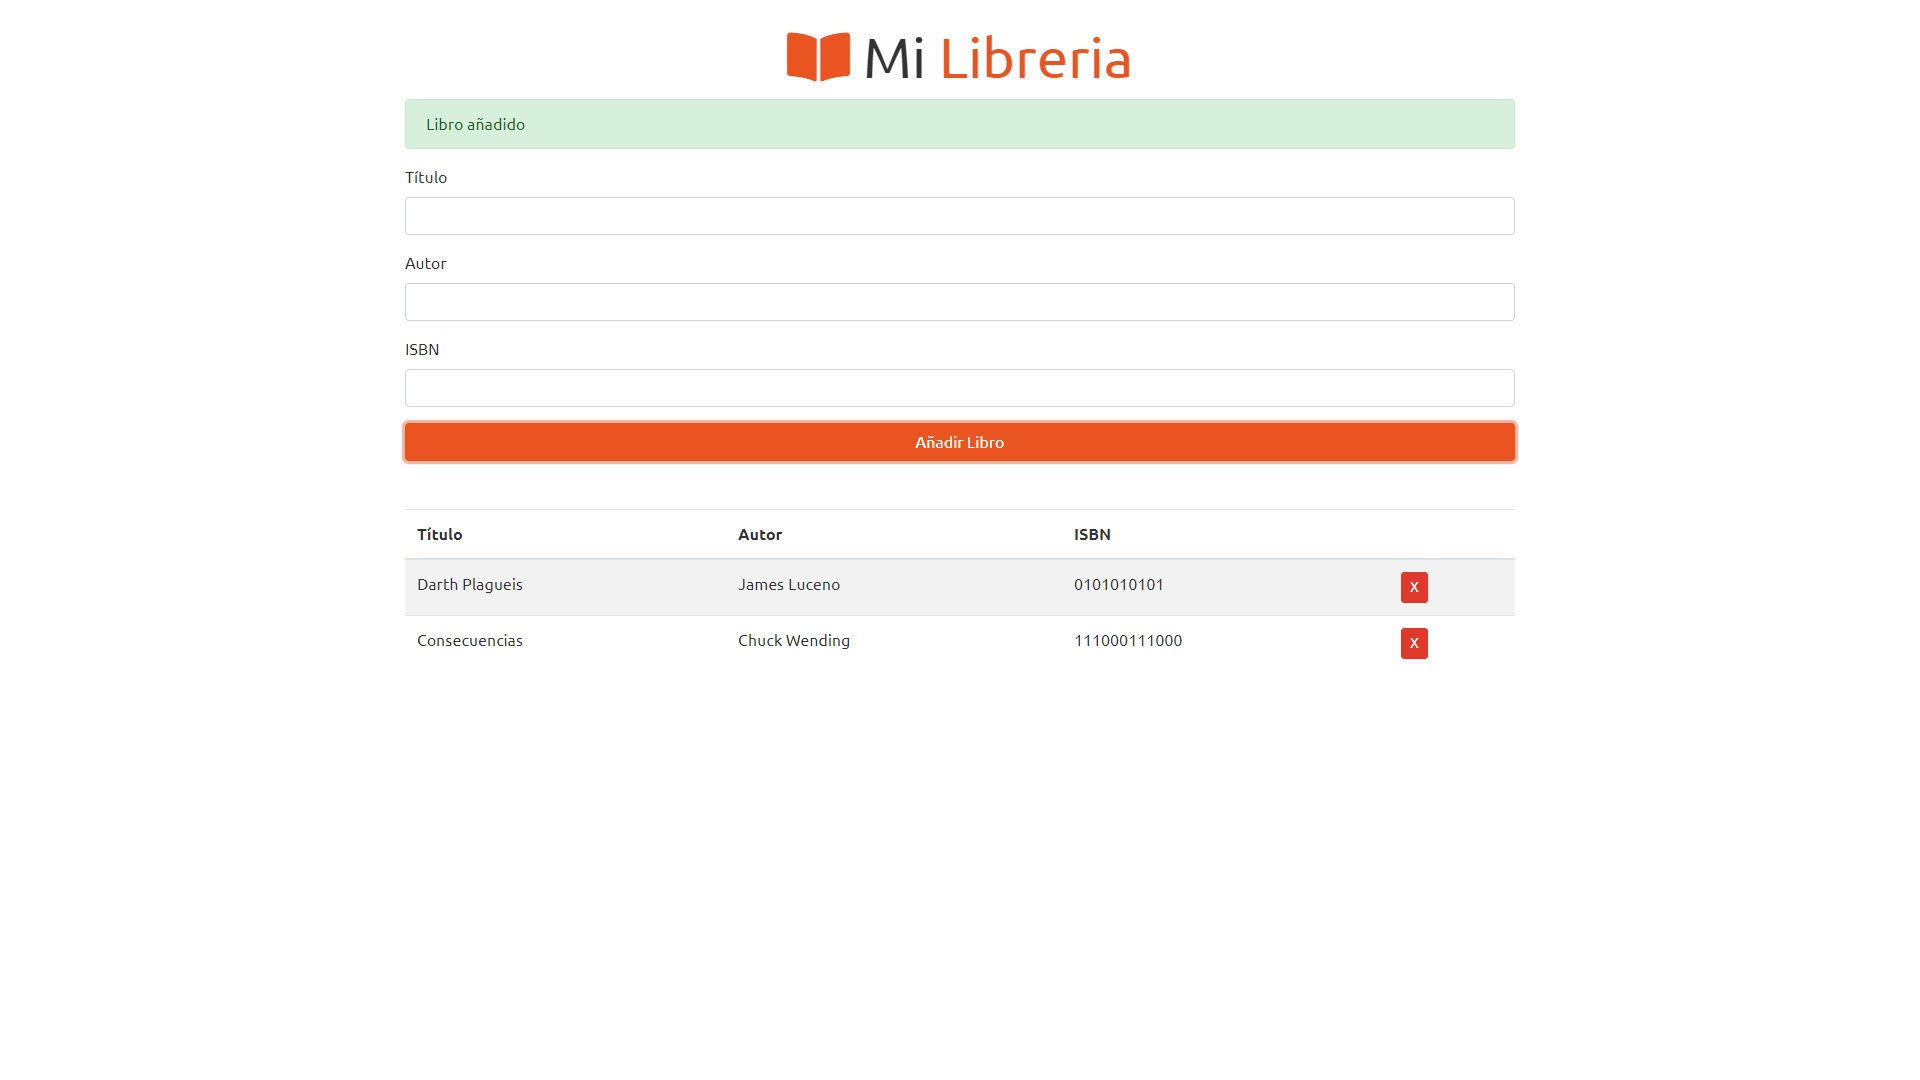 Mi Libreria
Libro añadido
Título
Autor
ISBN
Añadir Libro
Título Autor ISBN
Darth Plagueis James Luceno 0101010101 X
Consecuencias Chuck Wending 111000111000 X